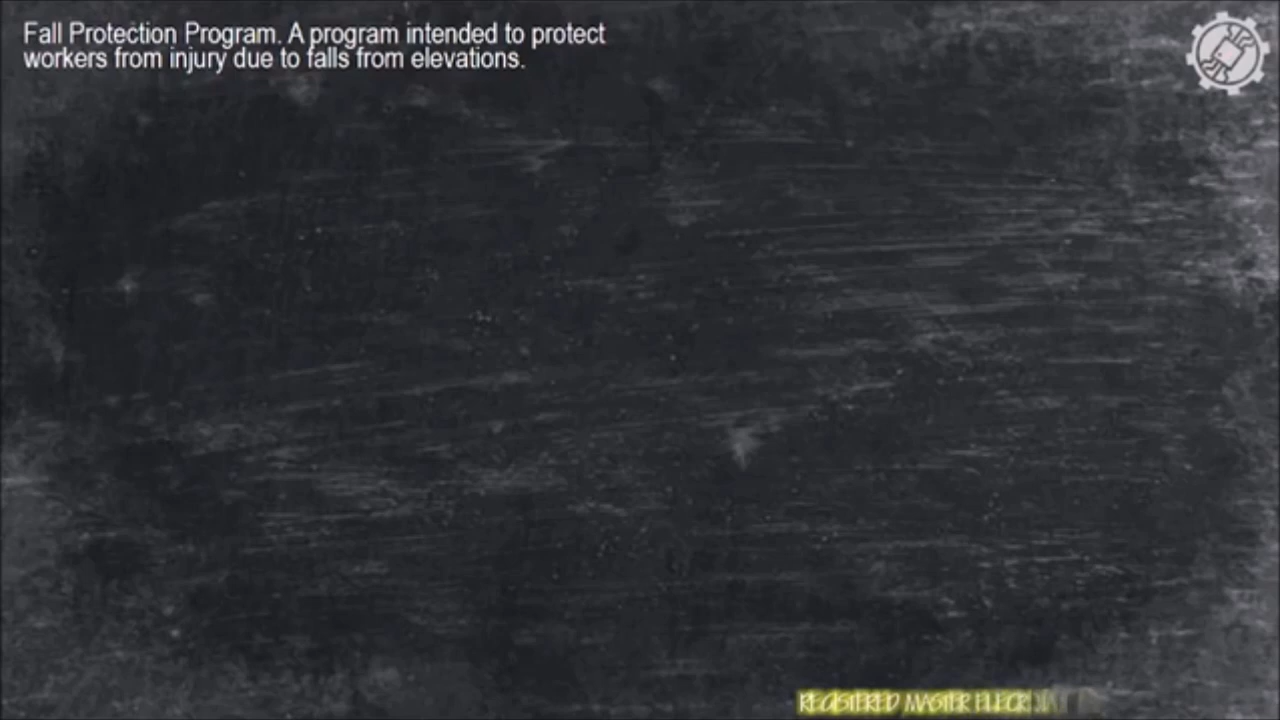 Fall Protection Program. A program intended to protect
workers from injury due to falls from elevations.
REGISTERED MASTER